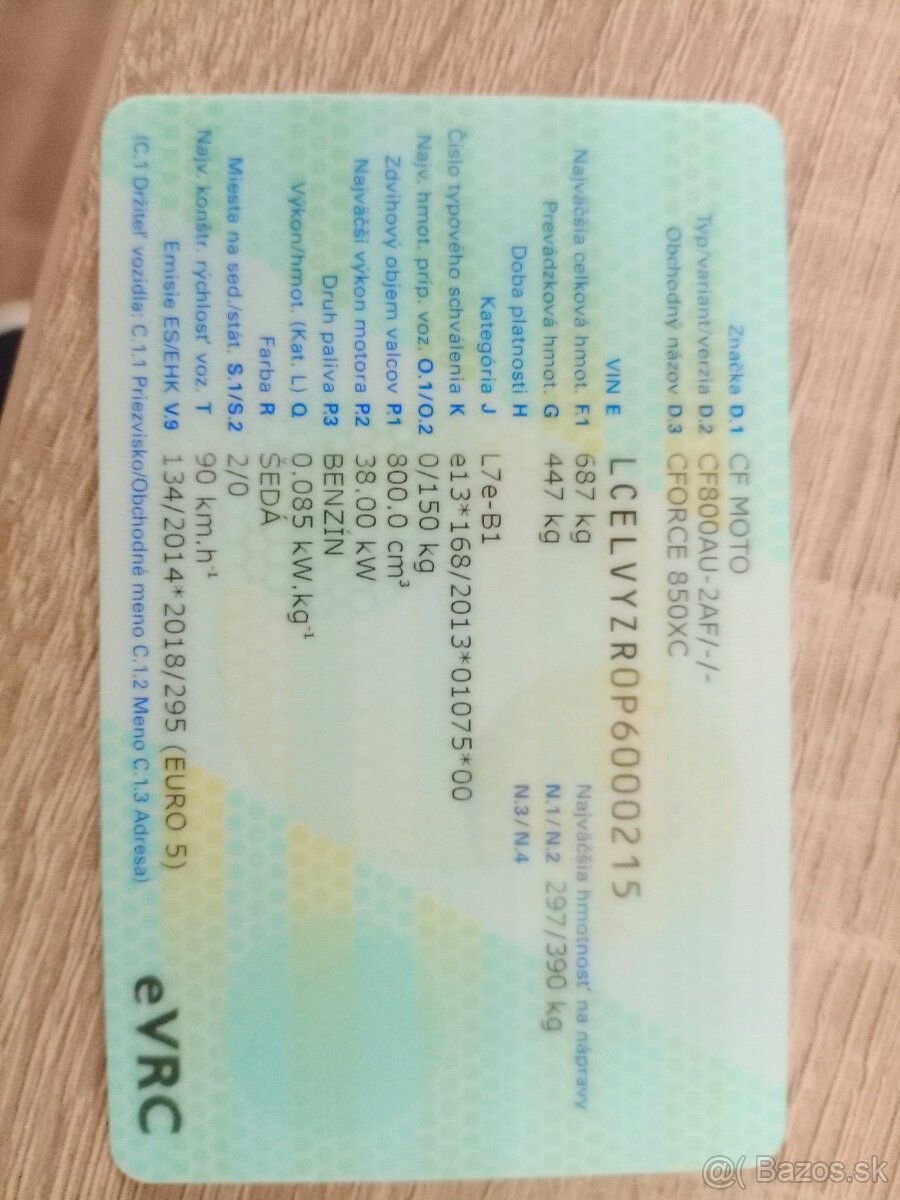 Značka D.1 CF MOTO
Typ/variant/verzia D.2 CF800AU-2AF/-/-
Obchodný názov D.3 CFORCE 850XC
VIN E LCELVYZR0P6000215
Najväčšia celková hmot. F.1 687 kg Najväčšia hmotnosť na nápravy
Prevádzková hmot. G 447 kg N.1/N.2 297/390 kg
Doba platnosti H N.3/N.4
Kategória J L7e-B1
Číslo typového schválenia K e13*168/2013*01075*00
Najv. hmot. príp. voz. O.1/O.2 0/150 kg
Zdvihový objem valcov P.1 800,0 cm³
Najväčší výkon motora P.2 38.00 kW
Druh paliva P.3 BENZÍN
Výkon/hmot. (Kat. L) Q 0.085 kW.kg⁻¹
Farba R ŠEDÁ
Miesta na sed./stát. S.1/S.2 2/0
Najv. konštr. rýchlosť voz. T 90 km.h⁻¹
Emisie ES/EHK V.9 134/2014*2018/295 (EURO 5)
(C.1 Držiteľ vozidla: C.1.1 Priezvisko/Obchodné meno C.1.2 Meno C.1.3 Adresa)
eVRC
@( Bazos.sk